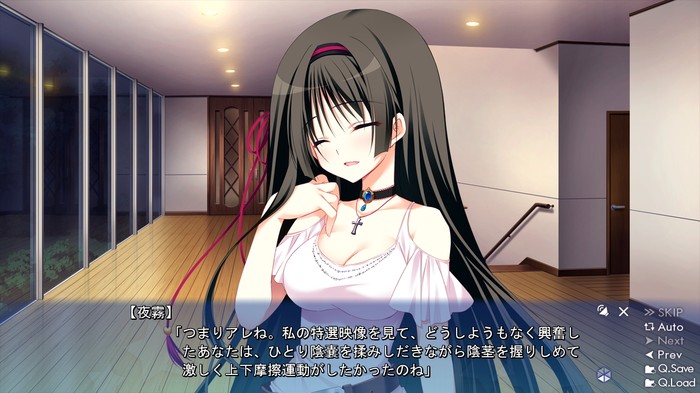 【夜霧】
「つまりアレね。私の特選映像を見て、どうしようもなく興奮し
たあなたは、ひとり陰嚢を揉みしだきながら陰茎を握りしめて
激しく上下摩擦運動がしたかったのね」
SKIP
Auto
Next
Prev
Q.Save
Q.Load